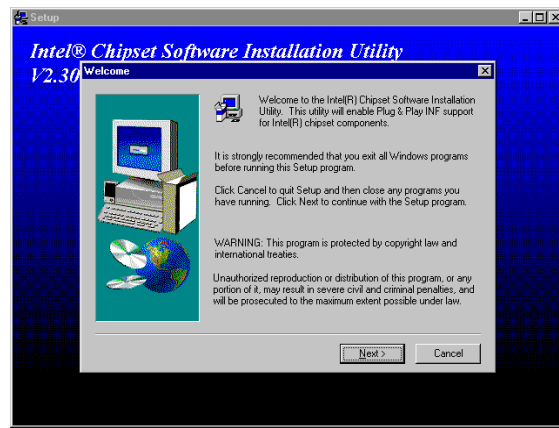 Setup
Intel® Chipset Software Installation Utility
V2.30
Welcome
Welcome to the Intel(R) Chipset Software Installation
Utility. This utility will enable Plug & Play INF support
for Intel(R) chipset components.
It is strongly recommended that you exit all Windows programs
before running this Setup program.
Click Cancel to quit Setup and then close any programs you
have running. Click Next to continue with the Setup program.
WARNING: This program is protected by copyright law and
international treaties.
Unauthorized reproduction or distribution of this program, or any
portion of it, may result in severe civil and criminal penalties, and
will be prosecuted to the maximum extent possible under law.
Next >
Cancel